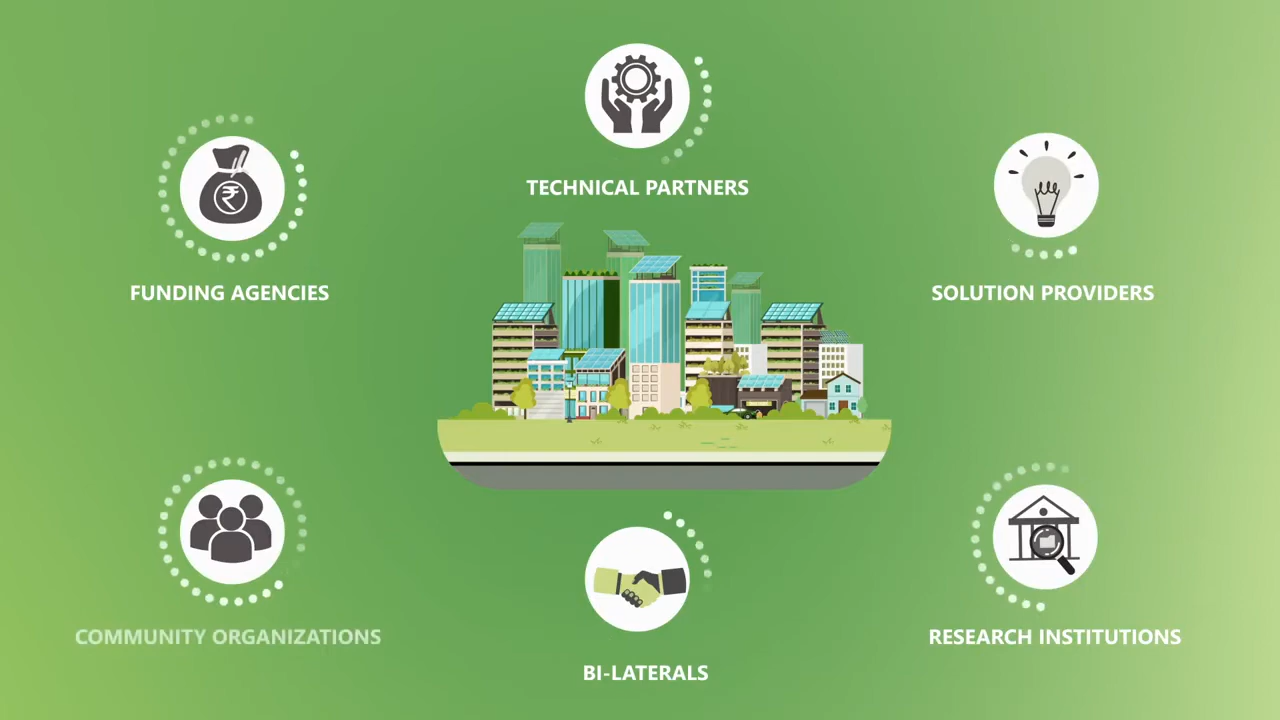 TECHNICAL PARTNERS
FUNDING AGENCIES
SOLUTION PROVIDERS
₹
COMMUNITY ORGANIZATIONS
RESEARCH INSTITUTIONS
BI-LATERALS